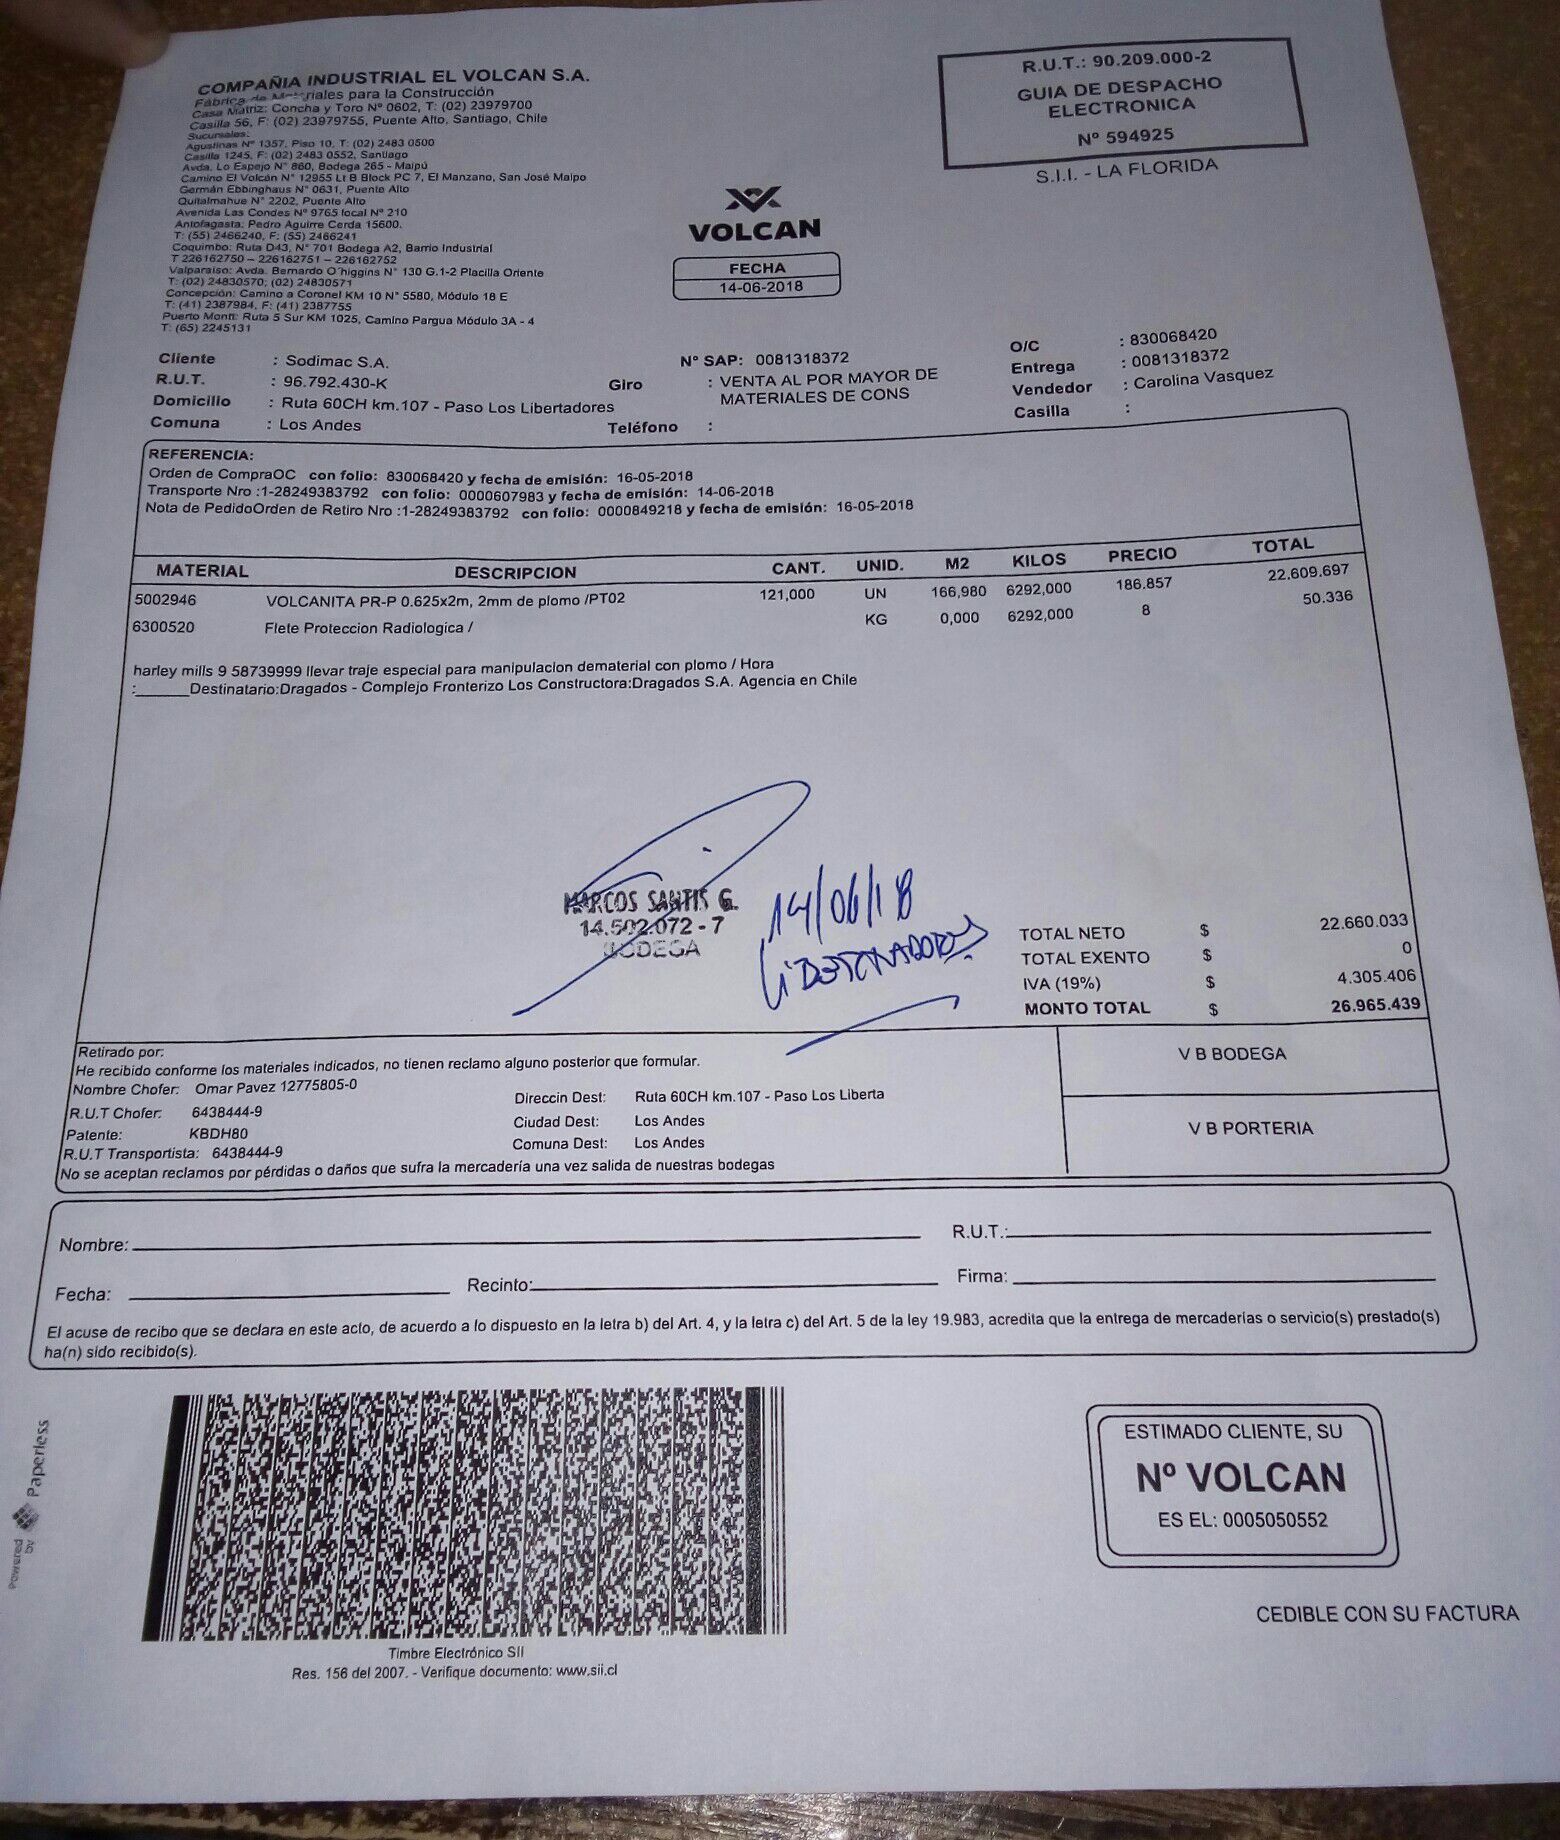 COMPAÑIA INDUSTRIAL EL VOLCAN S.A.
Fábrica de Materiales para la Construcción
Casa Matriz: Concha y Toro Nº 0602, T: (02) 23979700
Casilla 56, F: (02) 23979755, Puente Alto, Santiago, Chile
Sucursales:
Agustinas Nº 1357, Piso 10, T: (02) 2483 0500
Casilla 1245, F: (02) 2483 0552, Santiago
Avda. Lo Espejo N° 860, Bodega 265 - Maipú
Camino El Volcán N° 12955 Lt B Block PC 7, El Manzano, San José Maipo
Germán Ebbinghaus N° 0631, Puente Alto
Quitalmahue N° 2202, Puente Alto
Avenida Las Condes Nº 9765 local Nº 210
Antofagasta: Pedro Aguirre Cerda 15600.
T: (55) 2466240, F: (55) 2466241
Coquimbo: Ruta D43, N° 701 Bodega A2, Barrio Industrial
T 226162750 – 226162751 – 226162752
Valparaíso: Avda. Bernardo O´higgins N° 130 G.1-2 Placilla Oriente
T: (02) 24830570; (02) 24830571
Concepción: Camino a Coronel KM 10 N° 5580, Módulo 18 E
T: (41) 2387984, F: (41) 2387755
Puerto Montt: Ruta 5 Sur KM 1025, Camino Pargua Módulo 3A - 4
T: (65) 2245131
R.U.T.: 90.209.000-2
GUIA DE DESPACHO
ELECTRONICA
Nº 594925
S.I.I. - LA FLORIDA
VOLCAN
FECHA
14-06-2018
Cliente : Sodimac S.A.
R.U.T. : 96.792.430-K
Domicilio : Ruta 60CH km.107 - Paso Los Libertadores
Comuna : Los Andes
Nº SAP: 0081318372
Giro : VENTA AL POR MAYOR DE
MATERIALES DE CONS
Teléfono :
O/C : 830068420
Entrega : 0081318372
Vendedor : Carolina Vasquez
Casilla :
REFERENCIA:
Orden de CompraOC con folio: 830068420 y fecha de emisión: 16-05-2018
Transporte Nro :1-28249383792 con folio: 0000607983 y fecha de emisión: 14-06-2018
Nota de PedidoOrden de Retiro Nro :1-28249383792 con folio: 0000849218 y fecha de emisión: 16-05-2018
MATERIAL DESCRIPCION CANT. UNID. M2 KILOS PRECIO TOTAL
5002946 VOLCANITA PR-P 0.625x2m, 2mm de plomo /PT02 121,000 UN 166,980 6292,000 186.857 22.609.697
6300520 Flete Proteccion Radiologica / KG 0,000 6292,000 8 50.336
harley mills 9 58739999 llevar traje especial para manipulacion dematerial con plomo / Hora
:______Destinatario:Dragados - Complejo Fronterizo Los Constructora:Dragados S.A. Agencia en Chile
MARCOS SANTIS G.
14.502.072 - 7
BODEGA
14/06/18
LIBERTADORES
TOTAL NETO $ 22.660.033
TOTAL EXENTO $ 0
IVA (19%) $ 4.305.406
MONTO TOTAL $ 26.965.439
Retirado por:
He recibido conforme los materiales indicados, no tienen reclamo alguno posterior que formular.
Nombre Chofer: Omar Pavez 12775805-0
R.U.T Chofer: 6438444-9
Patente: KBDH80
R.U.T Transportista: 6438444-9
Direccin Dest: Ruta 60CH km.107 - Paso Los Liberta
Ciudad Dest: Los Andes
Comuna Dest: Los Andes
No se aceptan reclamos por pérdidas o daños que sufra la mercadería una vez salida de nuestras bodegas
V B BODEGA
V B PORTERIA
Nombre: R.U.T.:
Fecha: Recinto: Firma:
El acuse de recibo que se declara en este acto, de acuerdo a lo dispuesto en la letra b) del Art. 4, y la letra c) del Art. 5 de la ley 19.983, acredita que la entrega de mercaderías o servicio(s) prestado(s)
ha(n) sido recibido(s).
Powered by Paperless
Timbre Electrónico SII
Res. 156 del 2007. - Verifique documento: www.sii.cl
ESTIMADO CLIENTE, SU
Nº VOLCAN
ES EL: 0005050552
CEDIBLE CON SU FACTURA